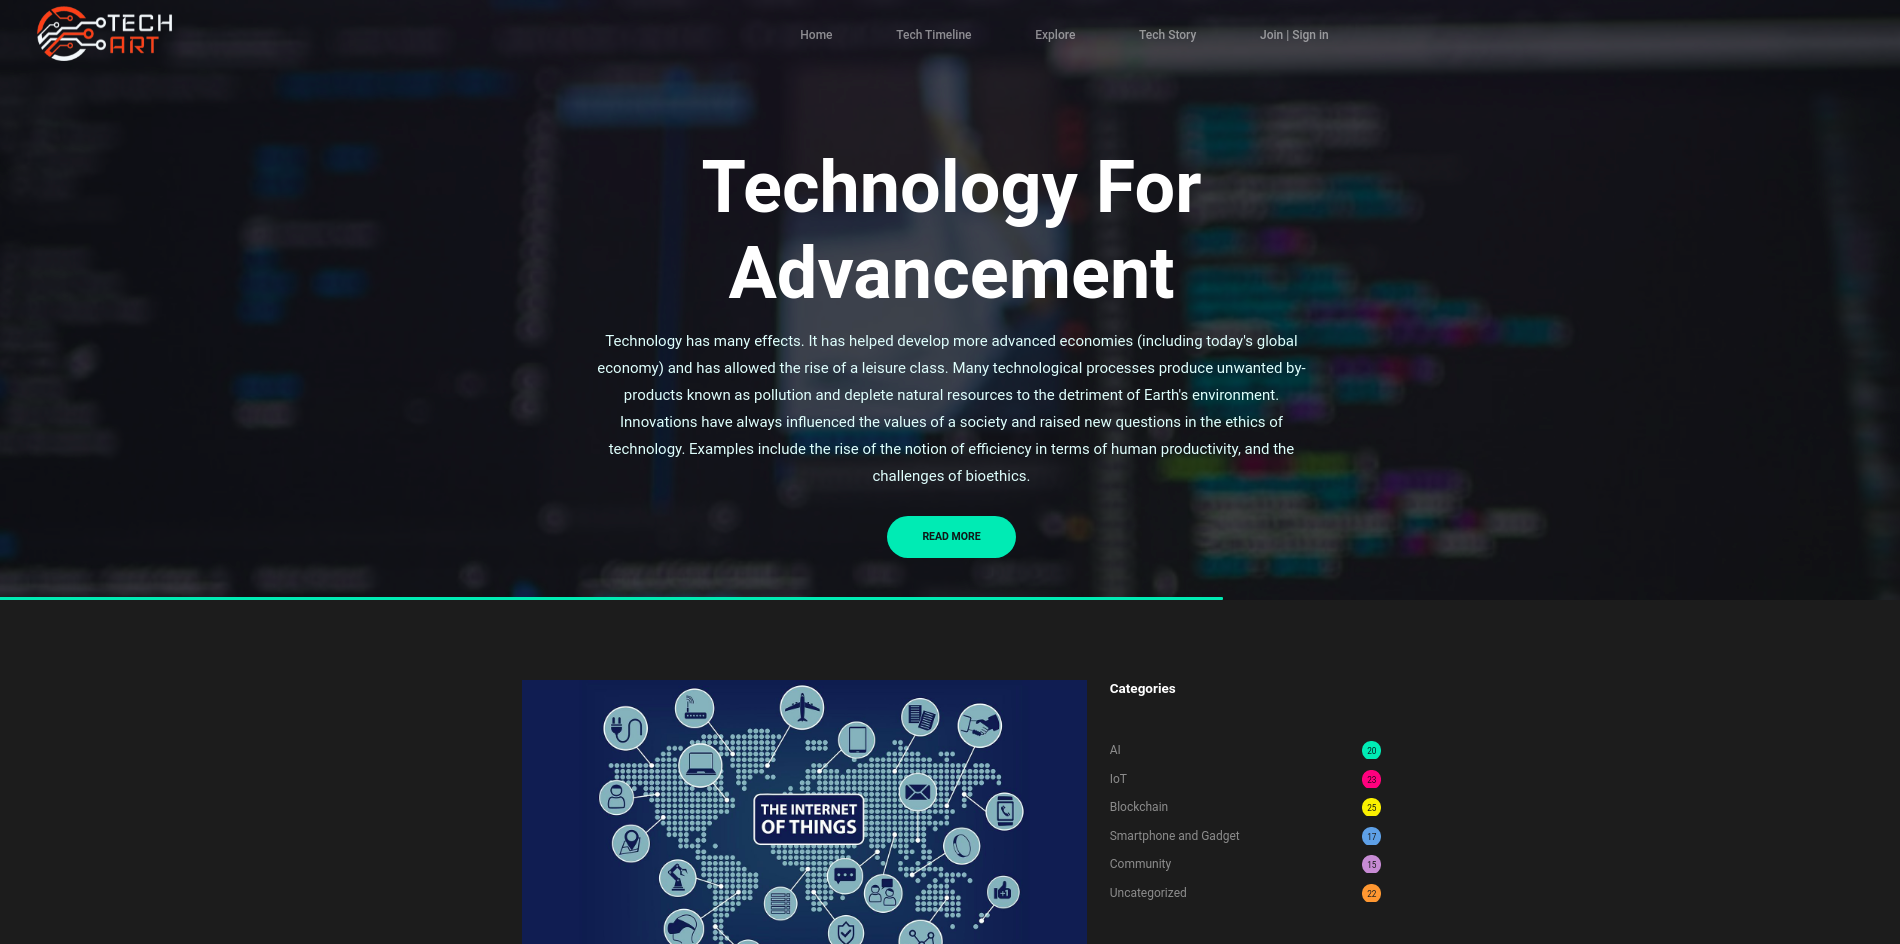 TECH
ART
Home
Tech Timeline
Explore
Tech Story
Join | Sign in
Technology For
Advancement
Technology has many effects. It has helped develop more advanced economies (including today's global
economy) and has allowed the rise of a leisure class. Many technological processes produce unwanted by-
products known as pollution and deplete natural resources to the detriment of Earth's environment.
Innovations have always influenced the values of a society and raised new questions in the ethics of
technology. Examples include the rise of the notion of efficiency in terms of human productivity, and the
challenges of bioethics.
READ MORE
THE INTERNET
OF THINGS
+1
Categories
AI 20
IoT 23
Blockchain 25
Smartphone and Gadget 17
Community 15
Uncategorized 22